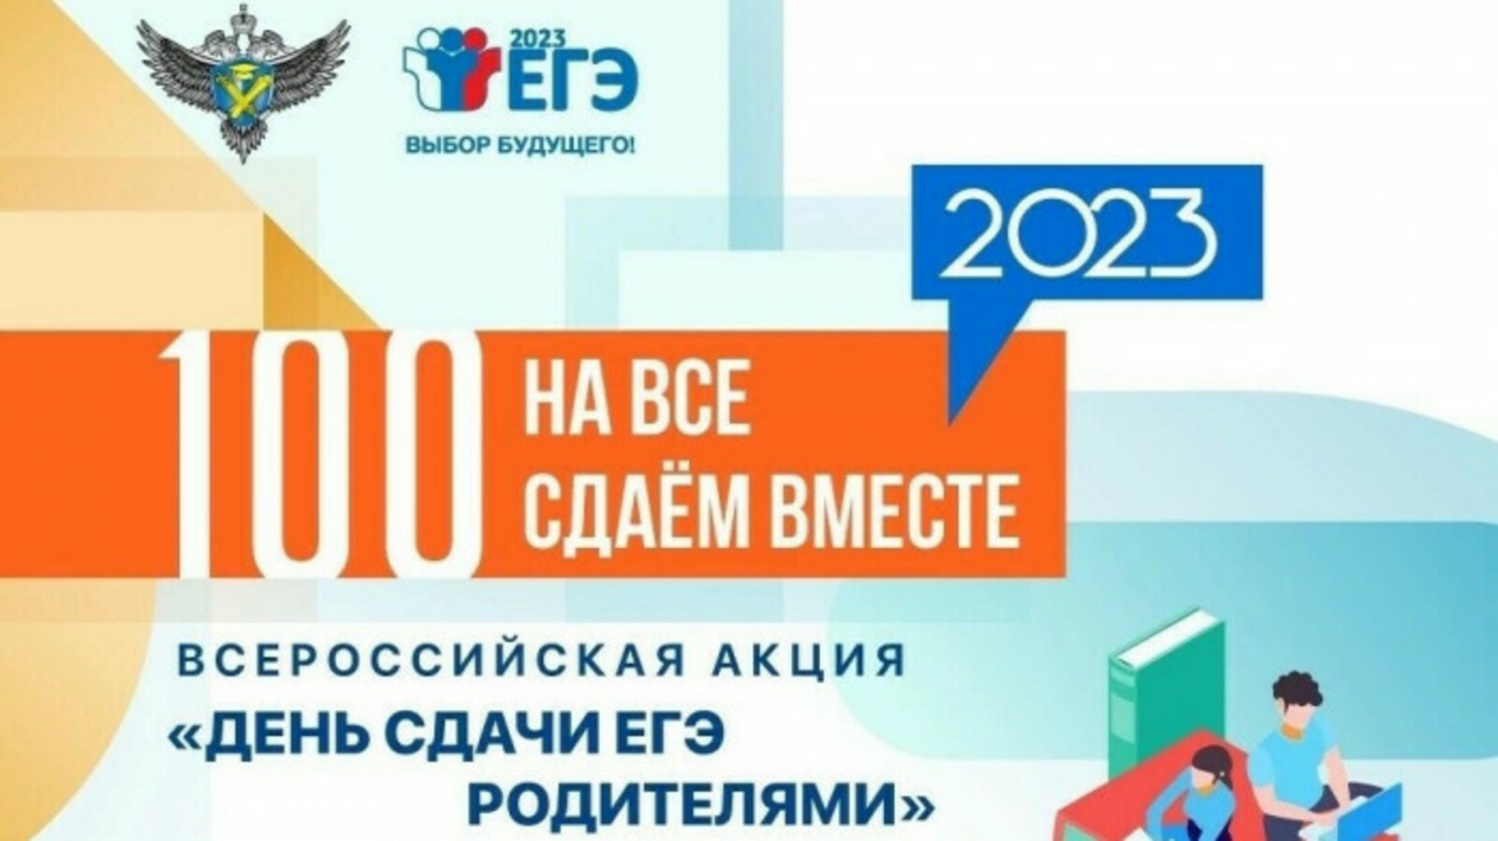 2023
ЕГЭ
ВЫБОР БУДУЩЕГО!
2023
100 НА ВСЕ
СДАЁМ ВМЕСТЕ
ВСЕРОССИЙСКАЯ АКЦИЯ
«ДЕНЬ СДАЧИ ЕГЭ
РОДИТЕЛЯМИ»